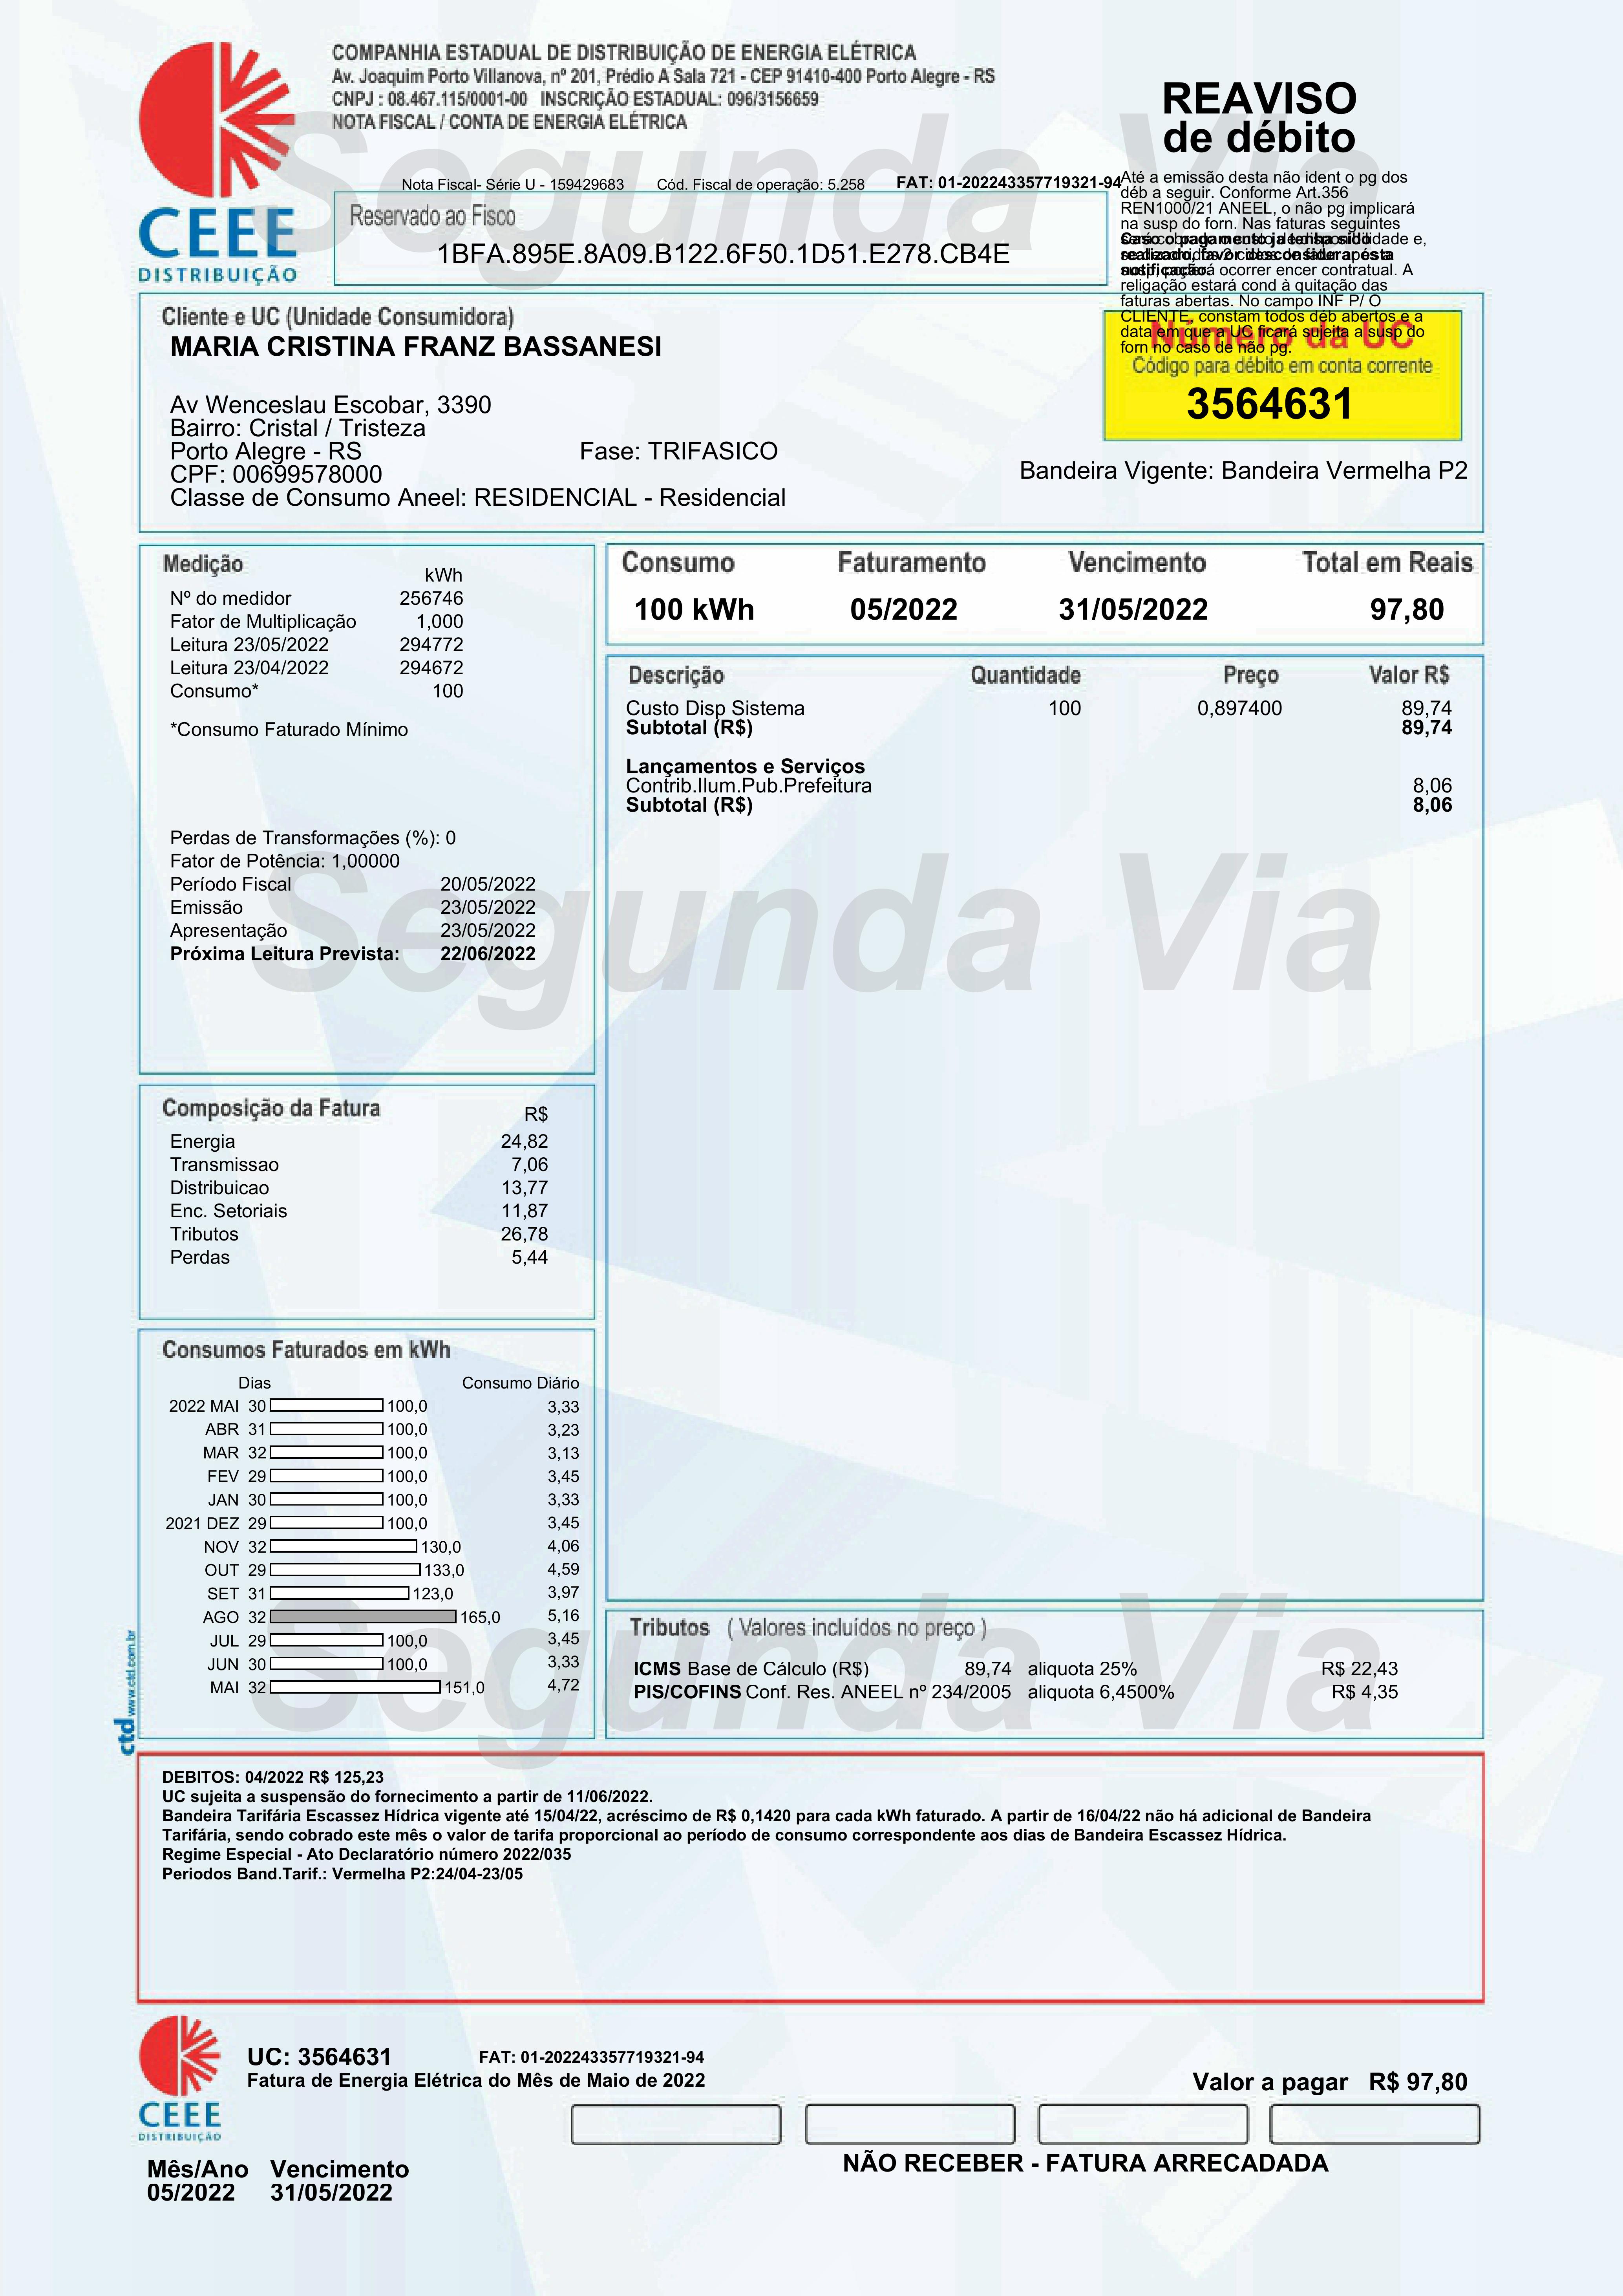 COMPANHIA ESTADUAL DE DISTRIBUIÇÃO DE ENERGIA ELÉTRICA
Av. Joaquim Porto Villanova, nº 201, Prédio A Sala 721 - CEP 91410-400 Porto Alegre - RS
CNPJ : 08.467.115/0001-00 INSCRIÇÃO ESTADUAL: 096/3156659
NOTA FISCAL / CONTA DE ENERGIA ELÉTRICA
REAVISO
de débito
Segunda Via
CEEE
DISTRIBUIÇÃO
Nota Fiscal- Série U - 159429683 Cód. Fiscal de operação: 5.258 FAT: 01-202243357719321-94
Reservado ao Fisco
1BFA.895E.8A09.B122.6F50.1D51.E278.CB4E
Até a emissão desta não ident o pg dos
déb a seguir. Conforme Art.356
REN1000/21 ANEEL, o não pg implicará
na susp do forn. Nas faturas seguintes
Caso o pagamento ja tenha sido
realizado, favor desconsiderar esta
notificação.
religação estará cond à quitação das
faturas abertas. No campo INF P/ O
CLIENTE, constam todos déb abertos e a
data em que a UC ficará sujeita a susp do
forn no caso de não pg.
Cliente e UC (Unidade Consumidora)
MARIA CRISTINA FRANZ BASSANESI
Av Wenceslau Escobar, 3390
Bairro: Cristal / Tristeza
Porto Alegre - RS Fase: TRIFASICO
CPF: 00699578000
Classe de Consumo Aneel: RESIDENCIAL - Residencial
Número da UC
Código para débito em conta corrente
3564631
Bandeira Vigente: Bandeira Vermelha P2
Medição
kWh
Nº do medidor 256746
Fator de Multiplicação 1,000
Leitura 23/05/2022 294772
Leitura 23/04/2022 294672
Consumo* 100
*Consumo Faturado Mínimo
Perdas de Transformações (%): 0
Fator de Potência: 1,00000
Período Fiscal 20/05/2022
Emissão 23/05/2022
Apresentação 23/05/2022
Próxima Leitura Prevista: 22/06/2022
Consumo Faturamento Vencimento Total em Reais
100 kWh 05/2022 31/05/2022 97,80
Descrição Quantidade Preço Valor R$
Custo Disp Sistema 100 0,897400 89,74
Subtotal (R$) 89,74
Lançamentos e Serviços
Contrib.Ilum.Pub.Prefeitura 8,06
Subtotal (R$) 8,06
Segunda Via
Composição da Fatura
R$
Energia 24,82
Transmissao 7,06
Distribuicao 13,77
Enc. Setoriais 11,87
Tributos 26,78
Perdas 5,44
Consumos Faturados em kWh
Dias Consumo Diário
2022 MAI 30 100,0 3,33
ABR 31 100,0 3,23
MAR 32 100,0 3,13
FEV 29 100,0 3,45
JAN 30 100,0 3,33
2021 DEZ 29 100,0 3,45
NOV 32 130,0 4,06
OUT 29 133,0 4,59
SET 31 123,0 3,97
AGO 32 165,0 5,16
JUL 29 100,0 3,45
JUN 30 100,0 3,33
MAI 32 151,0 4,72
Segunda Via
Tributos ( Valores incluídos no preço )
ICMS Base de Cálculo (R$) 89,74 aliquota 25% R$ 22,43
PIS/COFINS Conf. Res. ANEEL nº 234/2005 aliquota 6,4500% R$ 4,35
ctd www.ctd.com.br
DEBITOS: 04/2022 R$ 125,23
UC sujeita a suspensão do fornecimento a partir de 11/06/2022.
Bandeira Tarifária Escassez Hídrica vigente até 15/04/22, acréscimo de R$ 0,1420 para cada kWh faturado. A partir de 16/04/22 não há adicional de Bandeira
Tarifária, sendo cobrado este mês o valor de tarifa proporcional ao período de consumo correspondente aos dias de Bandeira Escassez Hídrica.
Regime Especial - Ato Declaratório número 2022/035
Periodos Band.Tarif.: Vermelha P2:24/04-23/05
CEEE
DISTRIBUIÇÃO
UC: 3564631 FAT: 01-202243357719321-94
Fatura de Energia Elétrica do Mês de Maio de 2022
Valor a pagar R$ 97,80
NÃO RECEBER - FATURA ARRECADADA
Mês/Ano Vencimento
05/2022 31/05/2022